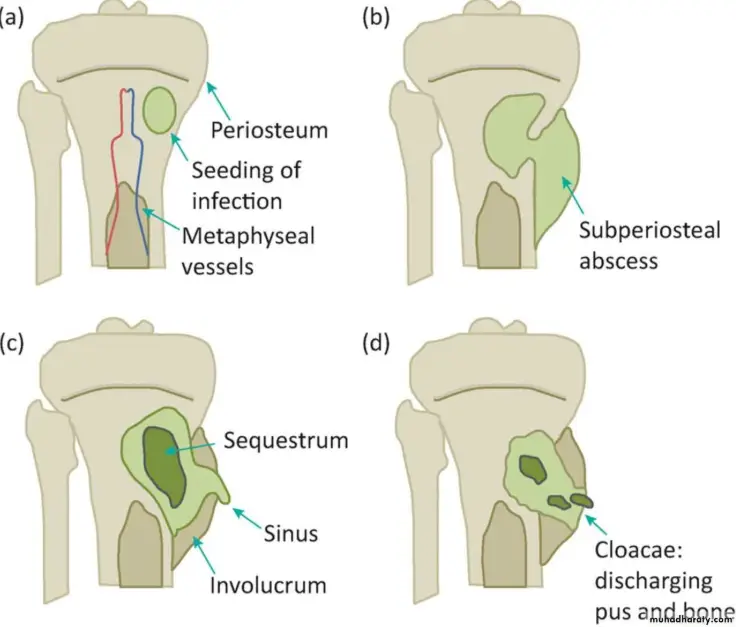 (a)
Periosteum
Seeding of
infection
Metaphyseal
vessels
(b)
Subperiosteal
abscess
(c)
Sequestrum
Sinus
Involucrum
(d)
Cloacae:
discharging
pus and bone
muhadharaty.com